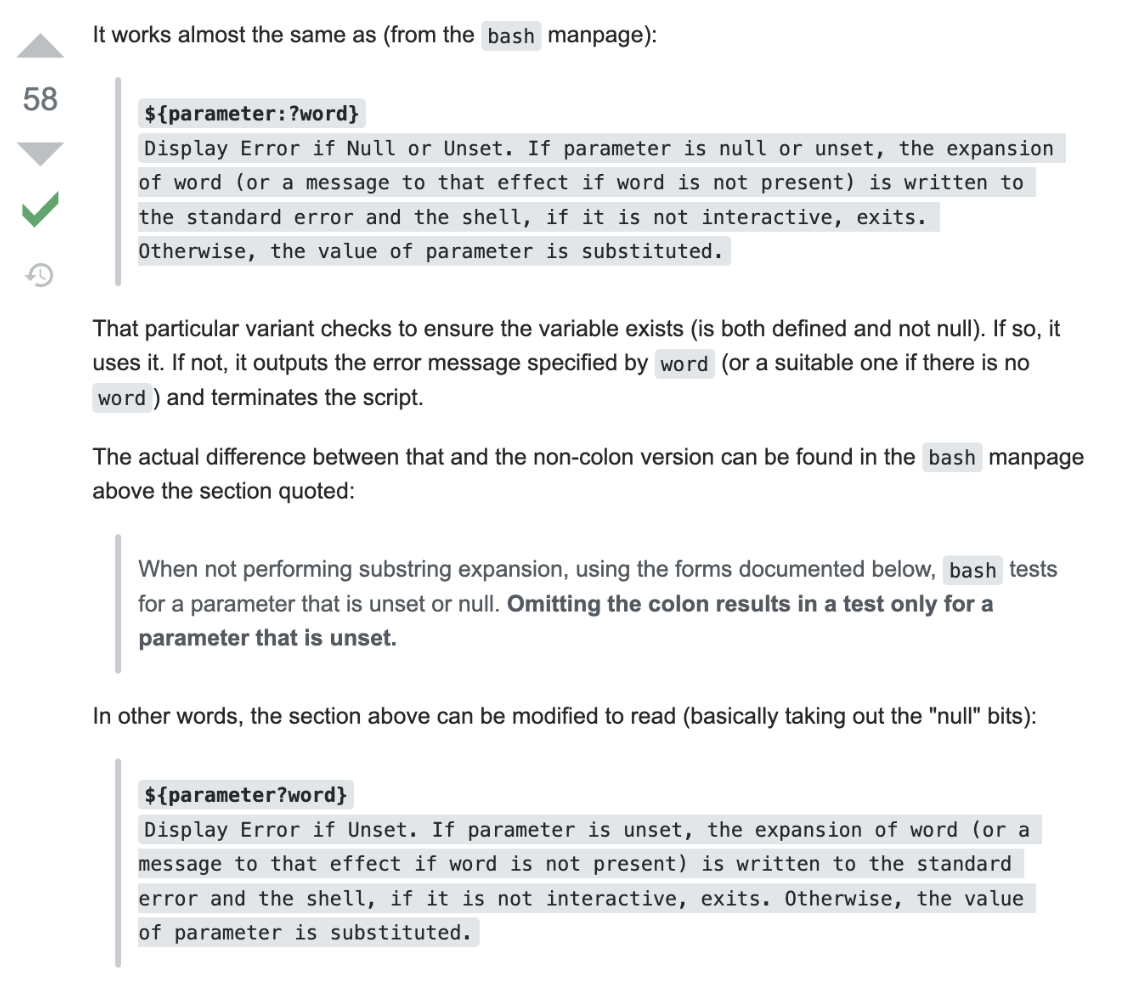 It works almost the same as (from the bash manpage):
58
${parameter:?word}
Display Error if Null or Unset. If parameter is null or unset, the expansion
of word (or a message to that effect if word is not present) is written to
the standard error and the shell, if it is not interactive, exits.
Otherwise, the value of parameter is substituted.
That particular variant checks to ensure the variable exists (is both defined and not null). If so, it
uses it. If not, it outputs the error message specified by word (or a suitable one if there is no
word) and terminates the script.
The actual difference between that and the non-colon version can be found in the bash manpage
above the section quoted:
When not performing substring expansion, using the forms documented below, bash tests
for a parameter that is unset or null. Omitting the colon results in a test only for a
parameter that is unset.
In other words, the section above can be modified to read (basically taking out the "null" bits):
${parameter?word}
Display Error if Unset. If parameter is unset, the expansion of word (or a
message to that effect if word is not present) is written to the standard
error and the shell, if it is not interactive, exits. Otherwise, the value
of parameter is substituted.